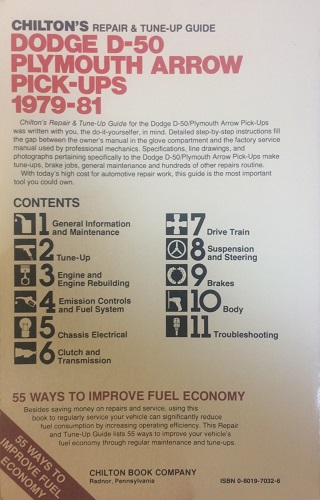 CHILTON'S REPAIR & TUNE-UP GUIDE
DODGE D-50
PLYMOUTH ARROW
PICK-UPS
1979-81
Chilton's Repair & Tune-Up Guide for the Dodge D-50/Plymouth Arrow Pick-Ups
was written with you, the do-it-yourselfer, in mind. Detailed step-by-step instructions fill
the gap between the owner's manual in the glove compartment and the factory service
manual used by professional mechanics. Specifications, line drawings, and
photographs pertaining specifically to the Dodge D-50/Plymouth Arrow Pick-Ups make
tune-ups, brake jobs, general maintenance and hundreds of other repairs routine.
With today's high cost for automotive repair work, this guide is the most important
tool you could own.
CONTENTS
1 General Information
and Maintenance
2 Tune-Up
3 Engine and
Engine Rebuilding
4 Emission Controls
and Fuel System
5 Chassis Electrical
6 Clutch and
Transmission
7 Drive Train
8 Suspension
and Steering
9 Brakes
10 Body
11 Troubleshooting
55 WAYS TO IMPROVE FUEL ECONOMY
Besides saving money on repairs and service, using this
book to regularly service your vehicle can significantly reduce
fuel consumption by increasing operating efficiency. This Repair
and Tune-Up Guide lists 55 ways to improve your vehicle's
fuel economy through regular maintenance and tune-ups.
55 WAYS TO
IMPROVE FUEL
ECONOMY
CHILTON BOOK COMPANY
Radnor, Pennsylvania
ISBN 0-8019-7032-6